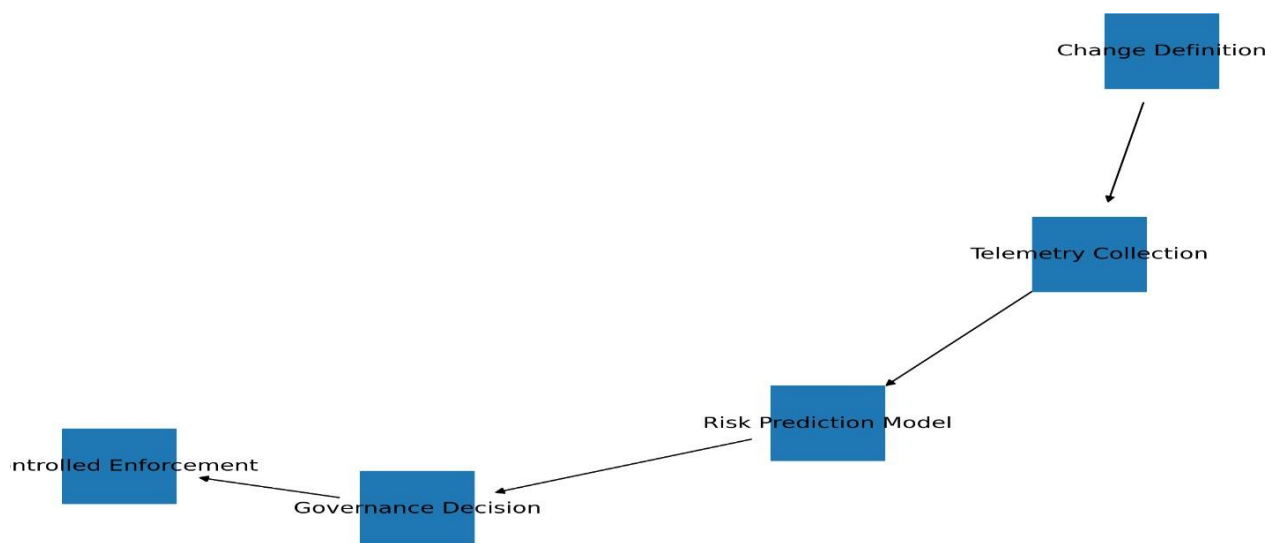 Change Definition
Telemetry Collection
Risk Prediction Model
ntrolled Enforcement
Governance Decision